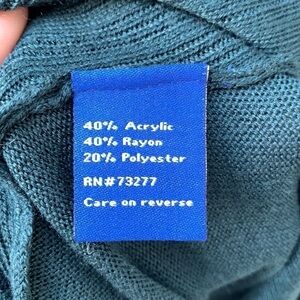 40% Acrylic
40% Rayon
20% Polyester
RN#73277
Care on reverse